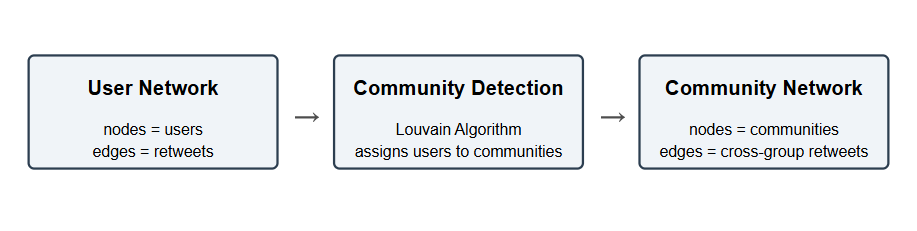 User Network
nodes = users
edges = retweets
→
Community Detection
Louvain Algorithm
assigns users to communities
→
Community Network
nodes = communities
edges = cross-group retweets